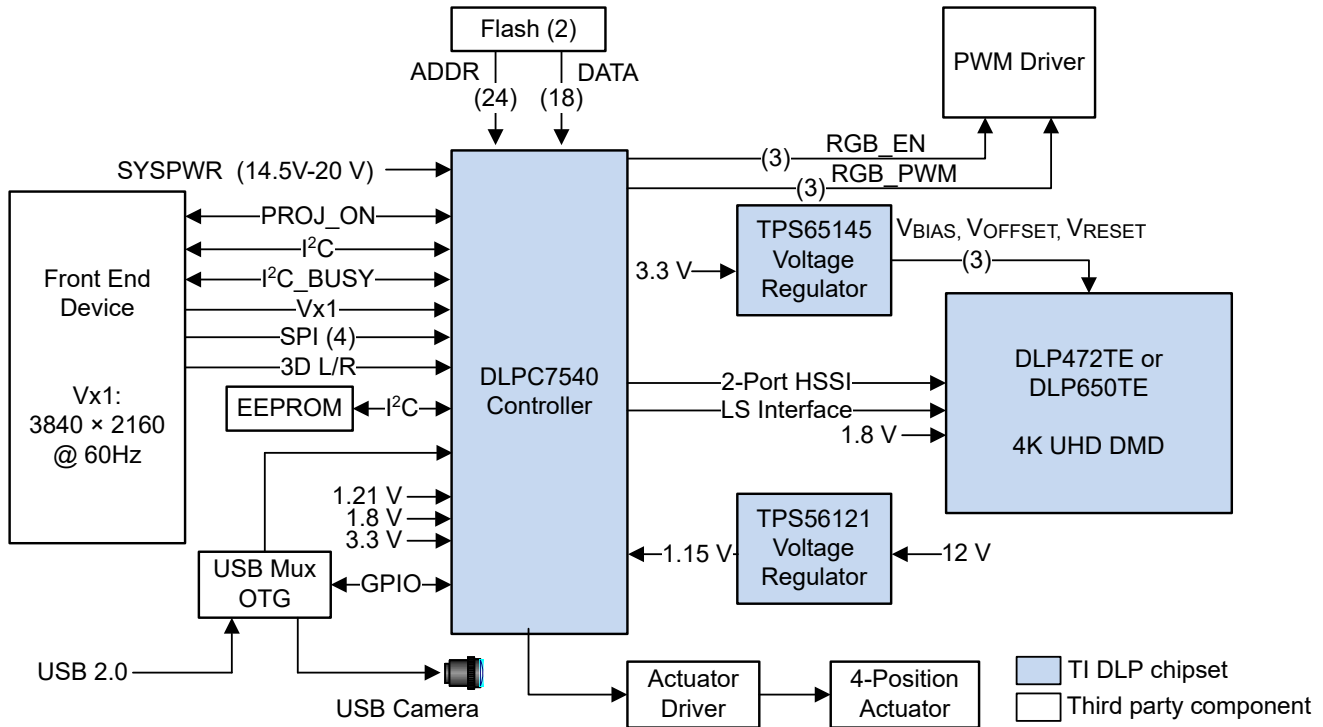 Flash (2)
ADDR
(24)
DATA
(18)
PWM Driver
RGB_EN
(3)
RGB_PWM
(3)
SYSPWR (14.5V-20 V)
Front End
Device
Vx1:
3840 × 2160
@ 60Hz
PROJ_ON
I²C
I²C_BUSY
Vx1
SPI (4)
3D L/R
EEPROM
I²C
DLPC7540
Controller
TPS65145
Voltage
Regulator
3.3 V
VBIAS, VOFFSET, VRESET
(3)
DLP472TE or
DLP650TE
4K UHD DMD
2-Port HSSI
LS Interface
1.8 V
1.21 V
1.8 V
3.3 V
TPS56121
Voltage
Regulator
1.15 V
12 V
USB Mux
OTG
GPIO
USB 2.0
USB Camera
Actuator
Driver
4-Position
Actuator
TI DLP chipset
Third party component